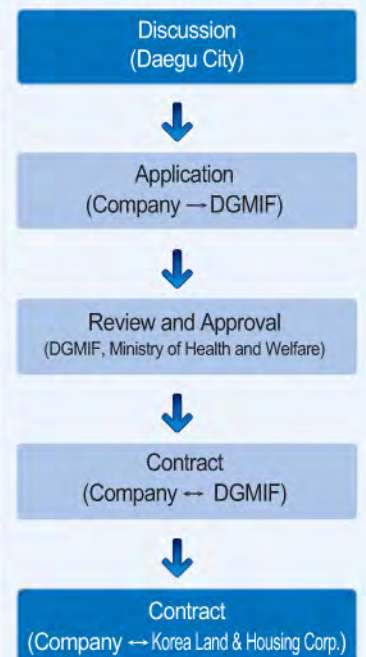 Discussion
(Daegu City)
Application
(Company → DGMIF)
Review and Approval
(DGMIF, Ministry of Health and Welfare)
Contract
(Company ↔ DGMIF)
Contract
(Company ↔ Korea Land & Housing Corp.)